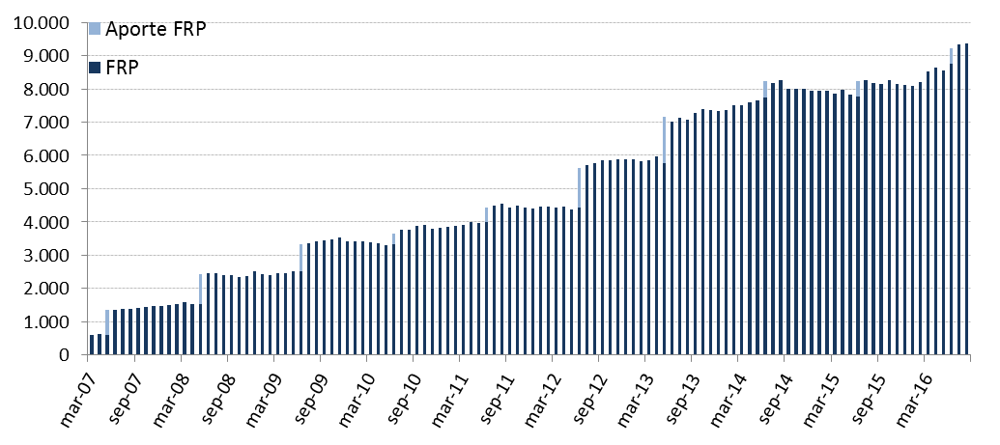 10.000
9.000
8.000
7.000
6.000
5.000
4.000
3.000
2.000
1.000
0
Aporte FRP
FRP
mar-07
sep-07
mar-08
sep-08
mar-09
sep-09
mar-10
sep-10
mar-11
sep-11
mar-12
sep-12
mar-13
sep-13
mar-14
sep-14
mar-15
sep-15
mar-16